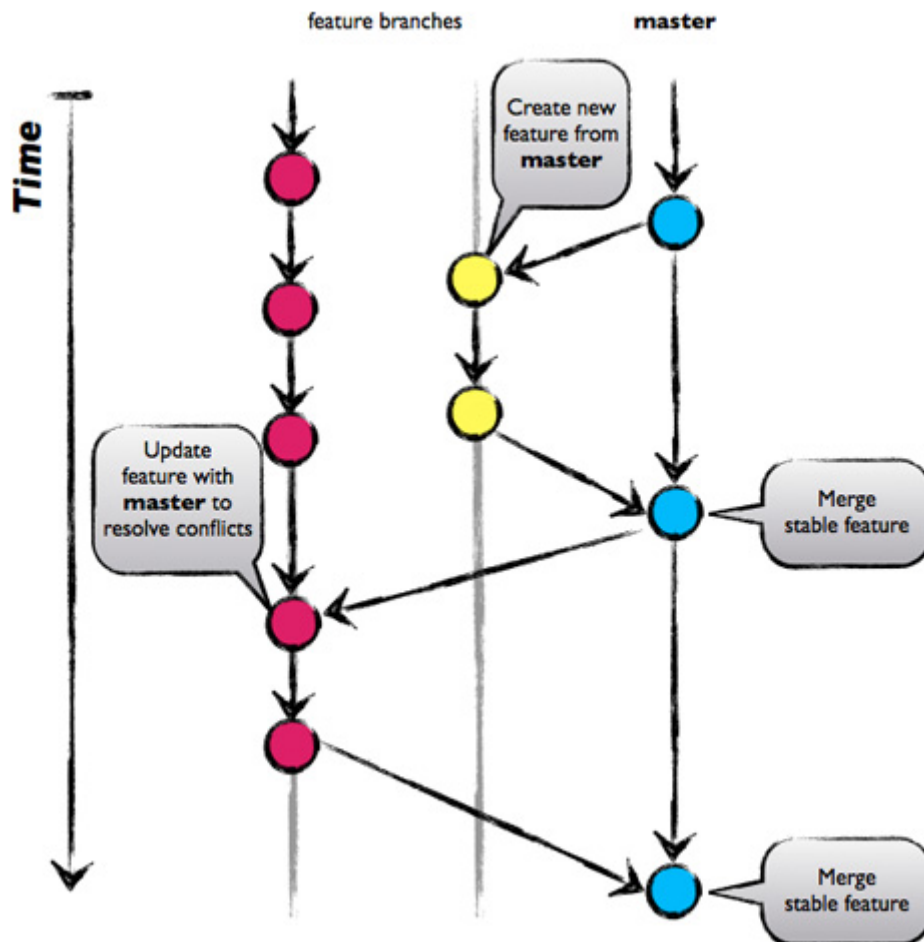 feature branches
master
Time
Create new
feature from
master
Update
feature with
master to
resolve conflicts
Merge
stable feature
Merge
stable feature